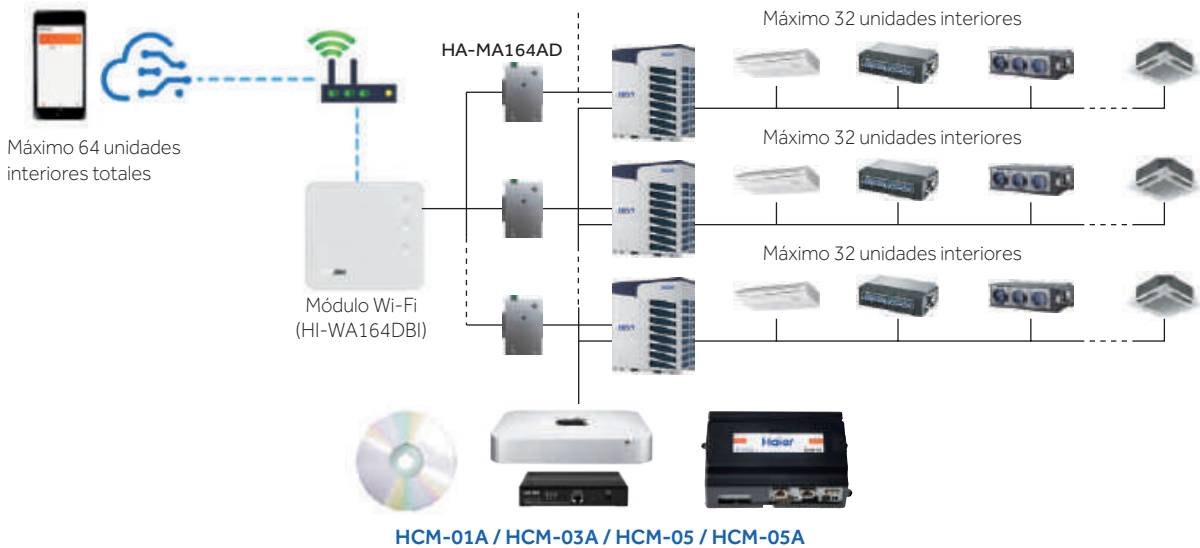 Máximo 32 unidades interiores
HA-MA164AD
Máximo 64 unidades
interiores totales
Máximo 32 unidades interiores
Máximo 32 unidades interiores
Módulo Wi-Fi
(HI-WA164DBI)
Haier
HCM-01A / HCM-03A / HCM-05 / HCM-05A